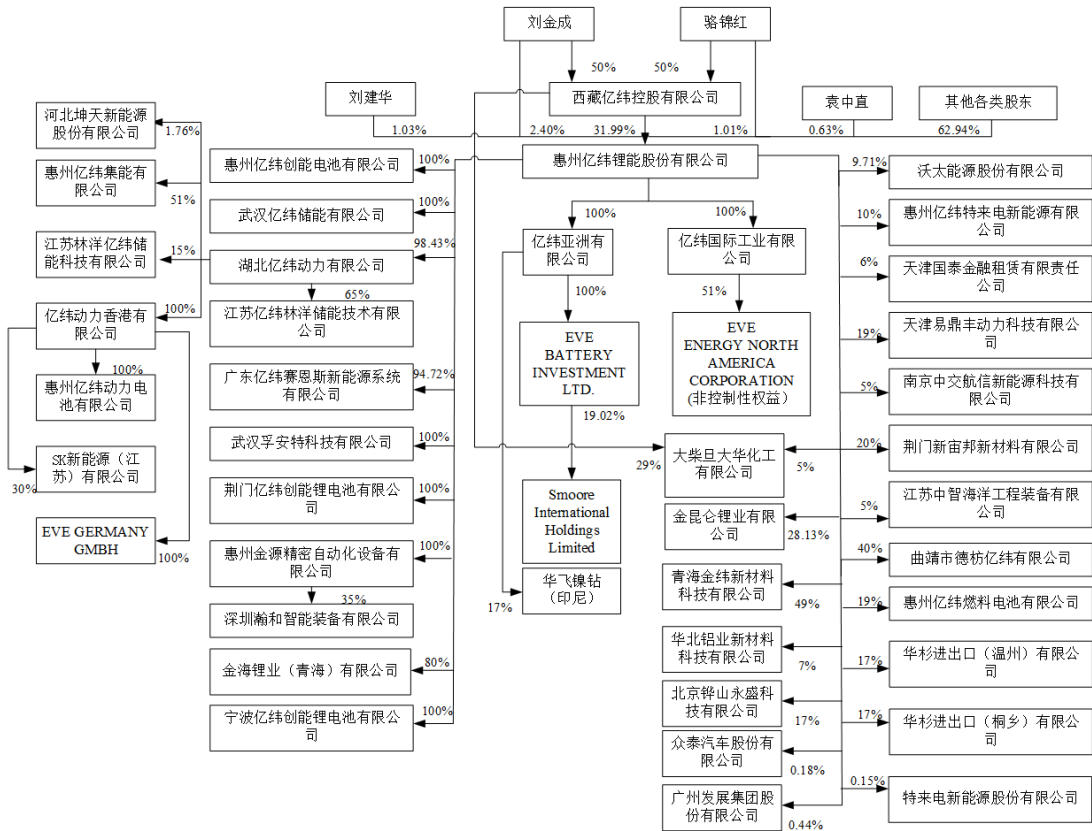 刘金成
骆锦红
50%
50%
刘建华
西藏亿纬控股有限公司
袁中直
其他各类股东
1.03%
2.40%
31.99%
1.01%
0.63%
62.94%
惠州亿纬锂能股份有限公司
河北坤天新能源
股份有限公司
1.76%
惠州亿纬集能有
限公司
51%
江苏林洋亿纬储
能科技有限公司
15%
亿纬动力香港有
限公司
100%
100%
惠州亿纬动力电
池有限公司
SK新能源（江
苏）有限公司
30%
EVE GERMANY
GMBH
100%
惠州亿纬创能电池有限公司
100%
武汉亿纬储能有限公司
100%
湖北亿纬动力有限公司
98.43%
65%
江苏亿纬林洋储能技术有限
公司
广东亿纬赛恩斯新能源系统
有限公司
94.72%
武汉孚安特科技有限公司
100%
荆门亿纬创能锂电池有限公
司
100%
惠州金源精密自动化设备有
限公司
100%
35%
深圳瀚和智能装备有限公司
金海锂业（青海）有限公司
80%
宁波亿纬创能锂电池有限公
司
100%
100%
100%
亿纬亚洲有
限公司
亿纬国际工业有
限公司
100%
51%
EVE
BATTERY
INVESTMENT
LTD.
EVE
ENERGY NORTH
AMERICA
CORPORATION
(非控制性权益）
19.02%
Smoore
International
Holdings
Limited
17%
华飞镍钴
（印尼）
29%
大柴旦大华化工
有限公司
5%
金昆仑锂业有限
公司
28.13%
青海金纬新材料
科技有限公司
49%
华北铝业新材料
科技有限公司
7%
北京铧山永盛科
技有限公司
17%
众泰汽车股份有
限公司
0.18%
广州发展集团股
份有限公司
0.44%
9.71%
沃太能源股份有限公司
10%
惠州亿纬特来电新能源有限
公司
6%
天津国泰金融租赁有限责任
公司
19%
天津易鼎丰动力科技有限公
司
5%
南京中交航信新能源科技有
限公司
20%
荆门新宙邦新材料有限公司
5%
江苏中智海洋工程装备有限
公司
40%
曲靖市德枋亿纬有限公司
19%
惠州亿纬燃料电池有限公司
17%
华杉进出口（温州）有限公
司
17%
华杉进出口（桐乡）有限公
司
0.15%
特来电新能源股份有限公司